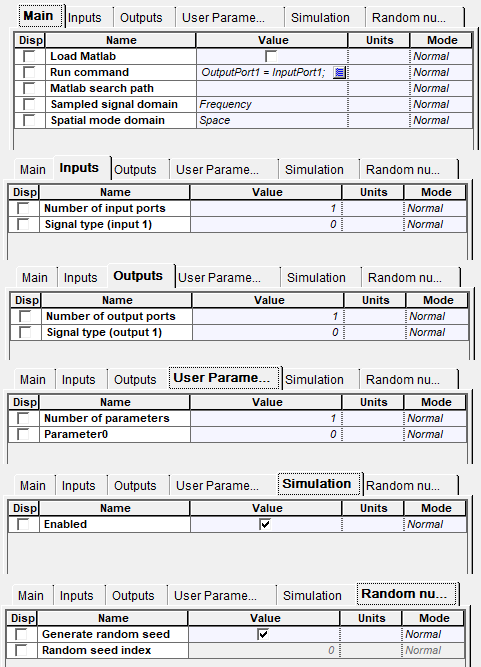 Main Inputs Outputs User Parame... Simulation Random nu...
Disp Name Value Units Mode
Load Matlab Normal
Run command OutputPort1 = InputPort1; Normal
Matlab search path Normal
Sampled signal domain Frequency Normal
Spatial mode domain Space Normal
Main Inputs Outputs User Parame... Simulation Random nu...
Disp Name Value Units Mode
Number of input ports 1 Normal
Signal type (input 1) 0 Normal
Main Inputs Outputs User Parame... Simulation Random nu...
Disp Name Value Units Mode
Number of output ports 1 Normal
Signal type (output 1) 0 Normal
Main Inputs Outputs User Parame... Simulation Random nu...
Disp Name Value Units Mode
Number of parameters 1 Normal
Parameter0 0 Normal
Main Inputs Outputs User Parame... Simulation Random nu...
Disp Name Value Units Mode
Enabled Normal
Main Inputs Outputs User Parame... Simulation Random nu...
Disp Name Value Units Mode
Generate random seed Normal
Random seed index 0 Normal